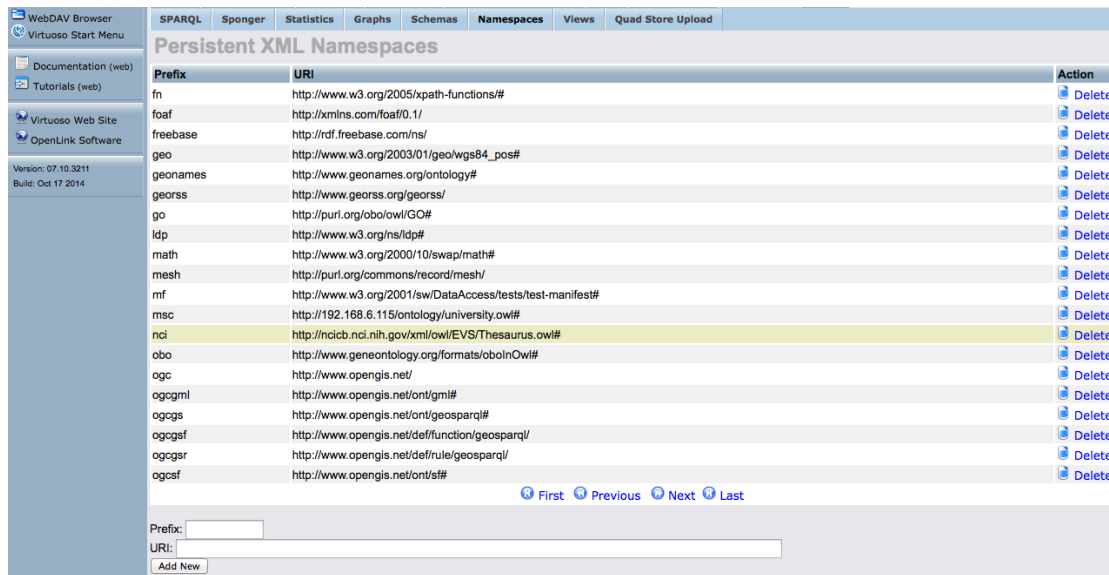 WebDAV Browser
Virtuoso Start Menu
Documentation (web)
Tutorials (web)
Virtuoso Web Site
OpenLink Software
Version: 07.10.3211
Build: Oct 17 2014
SPARQL Sponger Statistics Graphs Schemas Namespaces Views Quad Store Upload
Persistent XML Namespaces
Prefix URI Action
fn http://www.w3.org/2005/xpath-functions/# Delete
foaf http://xmlns.com/foaf/0.1/ Delete
freebase http://rdf.freebase.com/ns/ Delete
geo http://www.w3.org/2003/01/geo/wgs84_pos# Delete
geonames http://www.geonames.org/ontology# Delete
georss http://www.georss.org/georss/ Delete
go http://purl.org/obo/owl/GO# Delete
ldp http://www.w3.org/ns/ldp# Delete
math http://www.w3.org/2000/10/swap/math# Delete
mesh http://purl.org/commons/record/mesh/ Delete
mf http://www.w3.org/2001/sw/DataAccess/tests/test-manifest# Delete
msc http://192.168.6.115/ontology/university.owl# Delete
nci http://ncicb.nci.nih.gov/xml/owl/EVS/Thesaurus.owl# Delete
obo http://www.geneontology.org/formats/oboInOwl# Delete
ogc http://www.opengis.net/ Delete
ogcgml http://www.opengis.net/ont/gml# Delete
ogcgs http://www.opengis.net/ont/geosparql# Delete
ogcgsf http://www.opengis.net/def/function/geosparql/ Delete
ogcgsr http://www.opengis.net/def/rule/geosparql/ Delete
ogcsf http://www.opengis.net/ont/sf# Delete
First Previous Next Last
Prefix:
URI:
Add New